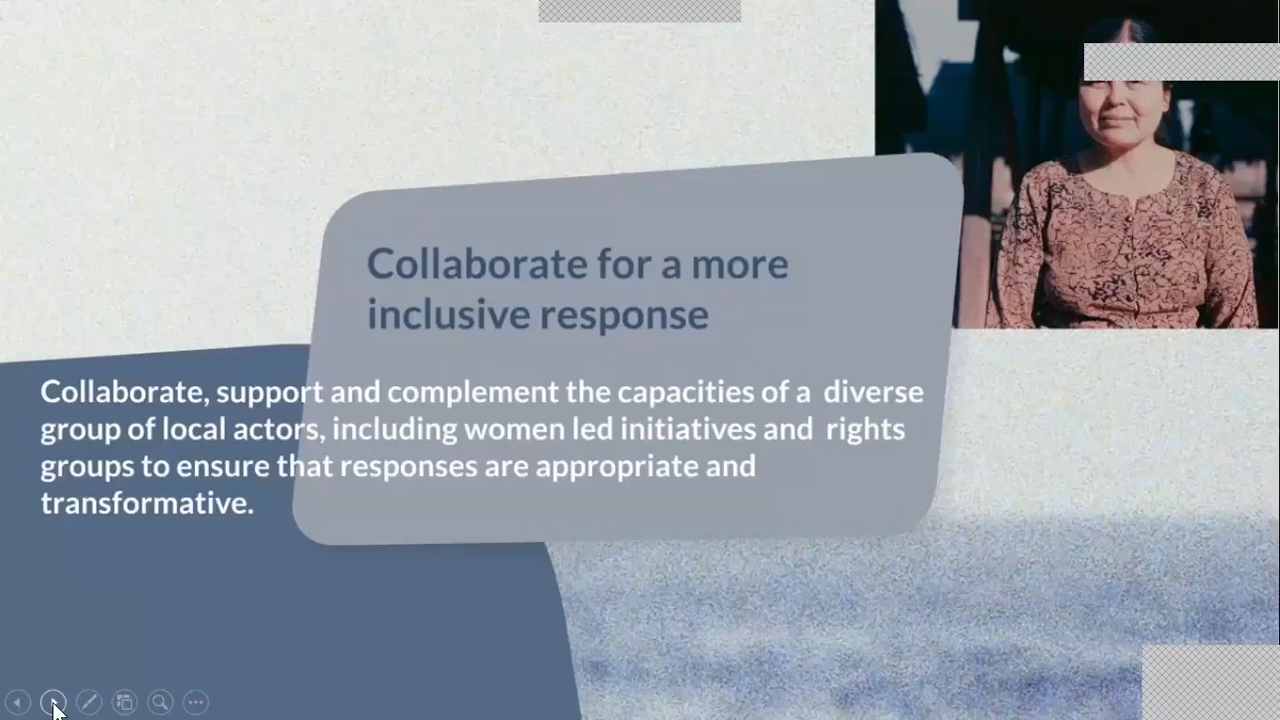 Collaborate for a more
inclusive response
Collaborate, support and complement the capacities of a diverse
group of local actors, including women led initiatives and rights
groups to ensure that responses are appropriate and
transformative.